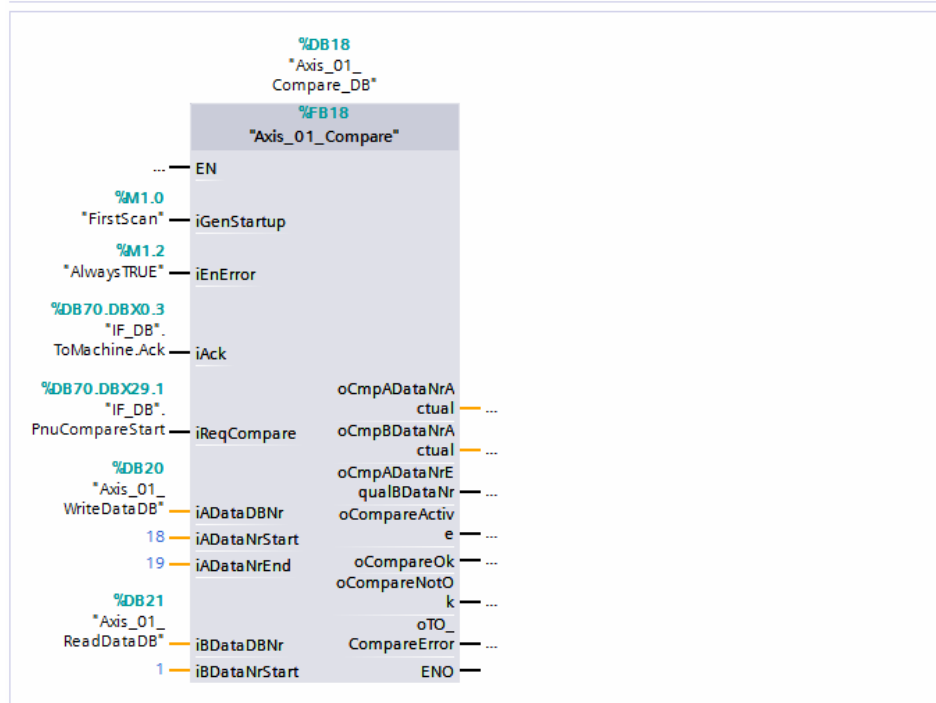 %DB18
"Axis_01_
Compare_DB"
%FB18
"Axis_01_Compare"
... EN
%M1.0
"FirstScan" iGenStartup
%M1.2
"AlwaysTRUE" iEnError
%DB70.DBX0.3
"IF_DB".
ToMachine.Ack iAck
%DB70.DBX29.1
"IF_DB".
PnuCompareStart iReqCompare
%DB20
"Axis_01_
WriteDataDB" iADataDBNr
18 iADataNrStart
19 iADataNrEnd
%DB21
"Axis_01_
ReadDataDB" iBDataDBNr
1 iBDataNrStart
oCmpADataNrA
ctual ...
oCmpBDataNrA
ctual ...
oCmpADataNrE
qualBDataNr ...
oCompareActiv
e ...
oCompareOk ...
oCompareNotO
k ...
oTO_
CompareError ...
ENO